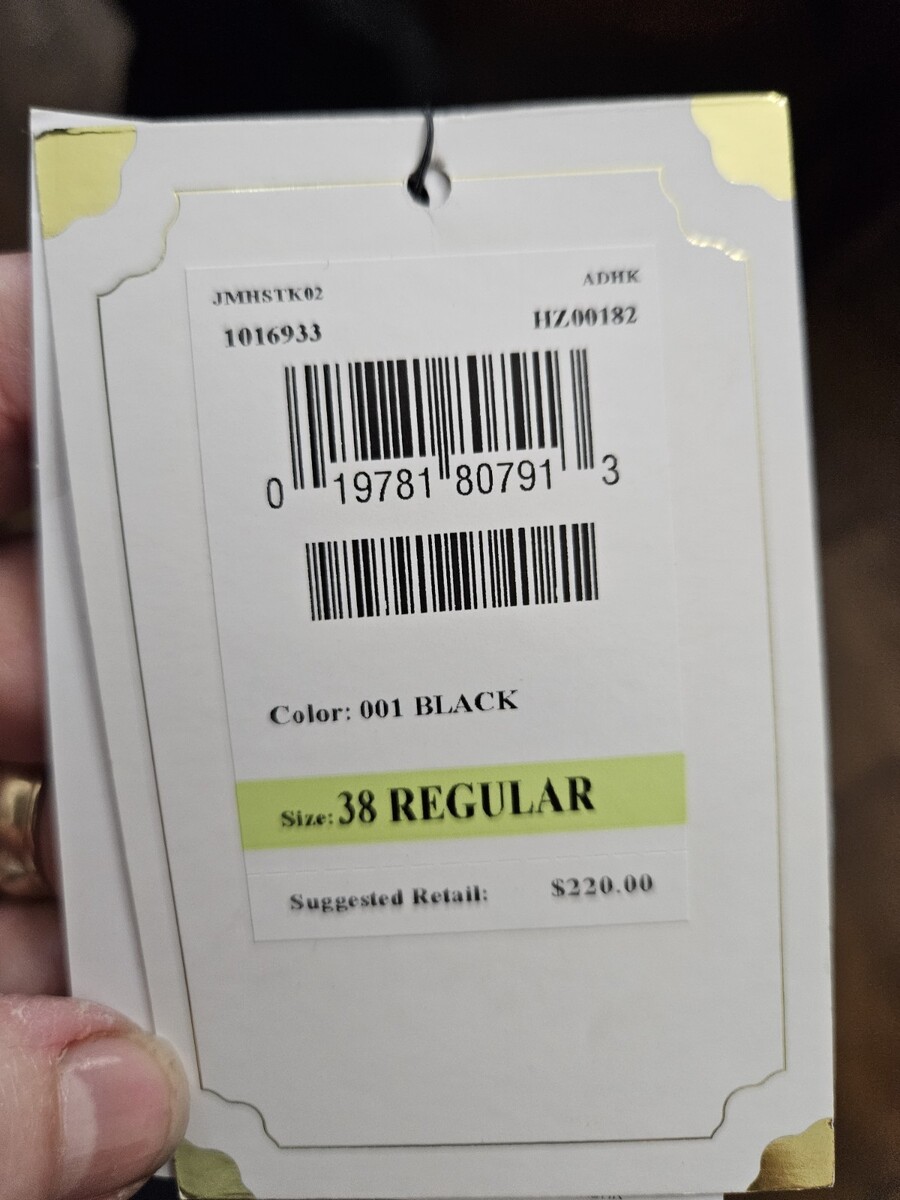 JMHSTK02 ADHK
1016933 HZ00182
0 19781 80791 3
Color: 001 BLACK
Size: 38 REGULAR
Suggested Retail: $220.00